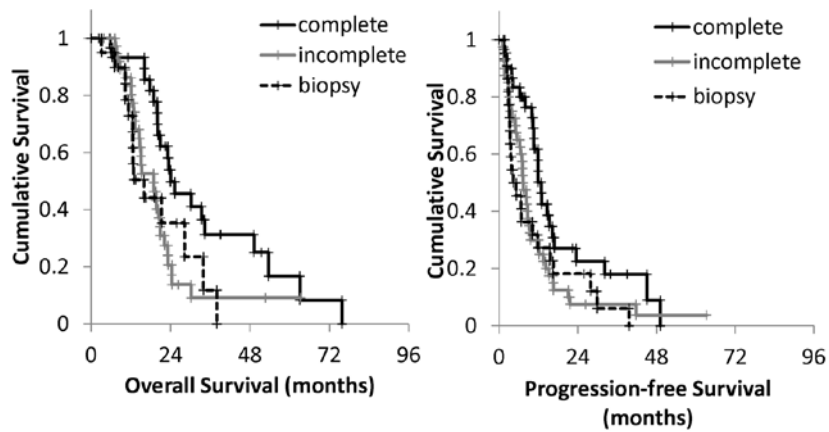 complete
incomplete
biopsy
1
0.8
0.6
0.4
0.2
0
Cumulative Survival
0 24 48 72 96
Overall Survival (months)
complete
incomplete
biopsy
1
0.8
0.6
0.4
0.2
0
Cumulative Survival
0 24 48 72 96
Progression-free Survival
(months)